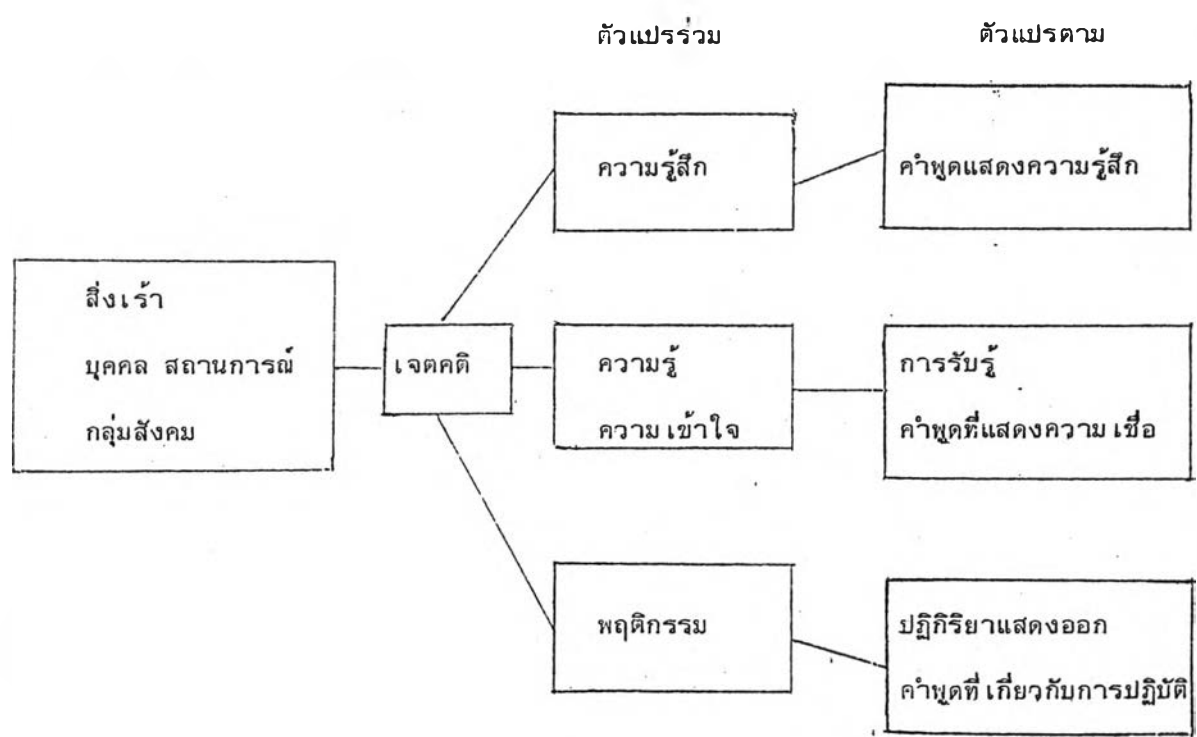 ตัวแปรร่วม
ตัวแปรตาม
ความรู้สึก
คำพูดแสดงความรู้สึก
สิ่งเร้า
บุคคล สถานการณ์
กลุ่มสังคม
เจตคติ
ความรู้
ความเข้าใจ
การรับรู้
คำพูดที่แสดงความเชื่อ
พฤติกรรม
ปฏิกิริยาแสดงออก
คำพูดที่เกี่ยวกับการปฏิบัติ